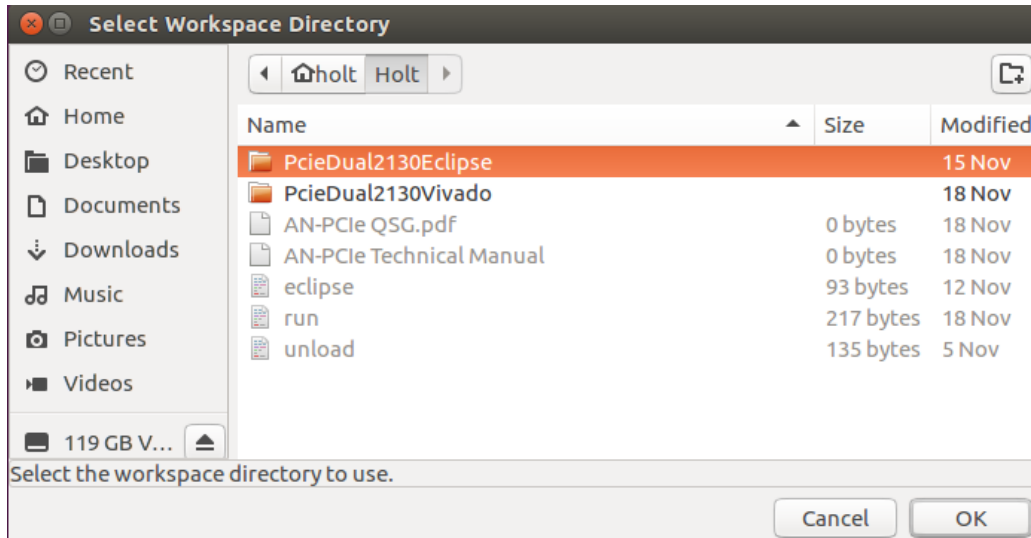 Select Workspace Directory
Recent
Home
Desktop
Documents
Downloads
Music
Pictures
Videos
119 GB V...
holt Holt
Name Size Modified
PcieDual2130Eclipse 15 Nov
PcieDual2130Vivado 18 Nov
AN-PCIe QSG.pdf 0 bytes 18 Nov
AN-PCIe Technical Manual 0 bytes 18 Nov
eclipse 93 bytes 12 Nov
run 217 bytes 18 Nov
unload 135 bytes 5 Nov
Select the workspace directory to use.
Cancel OK